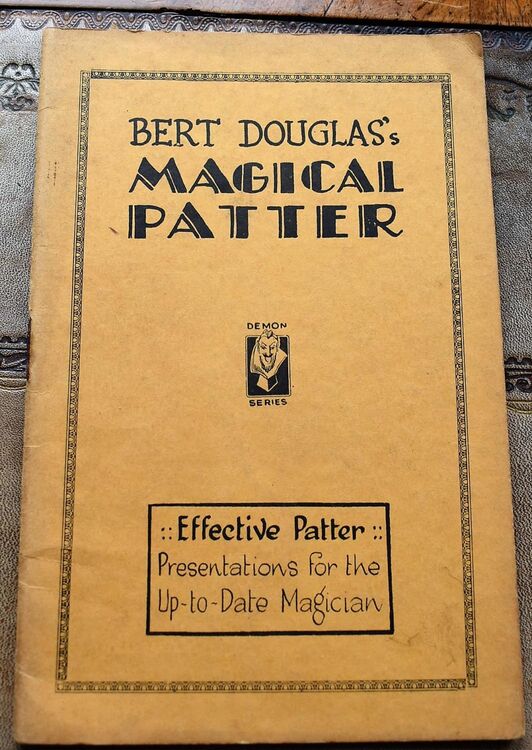 BERT DOUGLAS's
MAGICAL
PATTER
DEMON
SERIES
:: Effective Patter ::
Presentations for the
Up-to-Date Magician